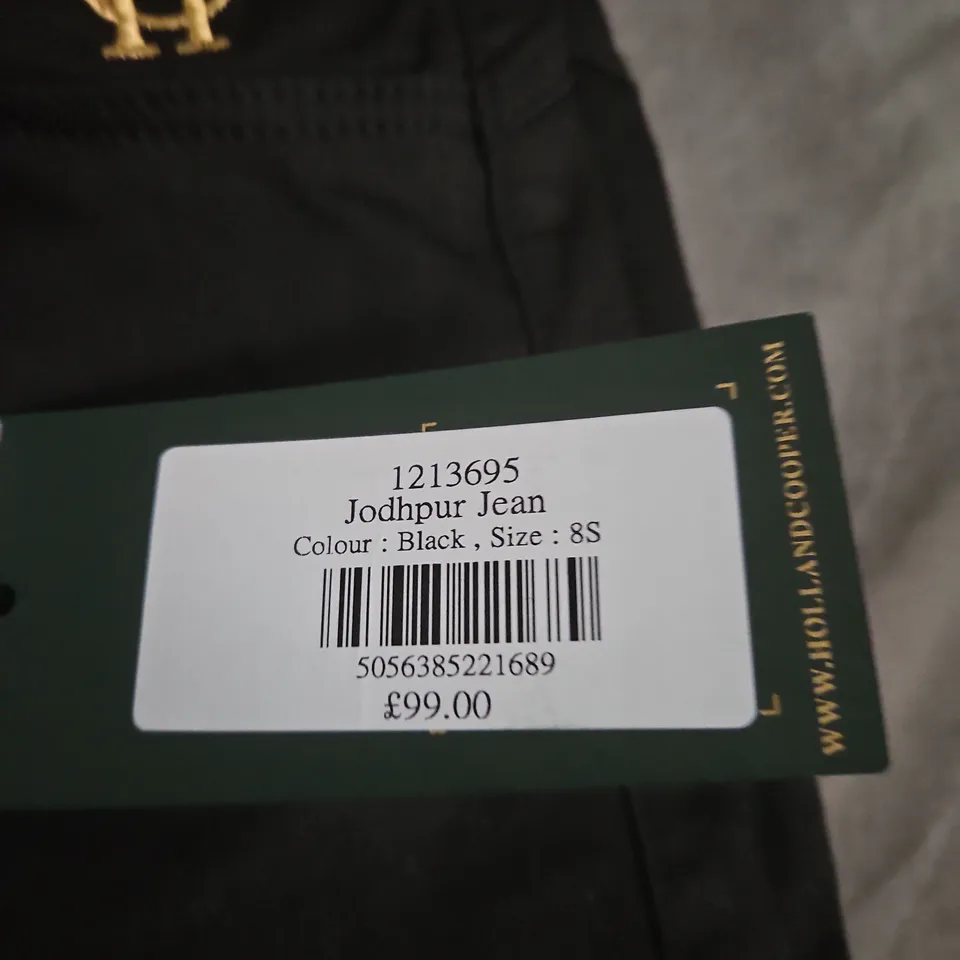 H
1213695
Jodhpur Jean
Colour : Black , Size : 8S
5056385221689
£99.00
WWW.HOLLANDCOOPER.COM